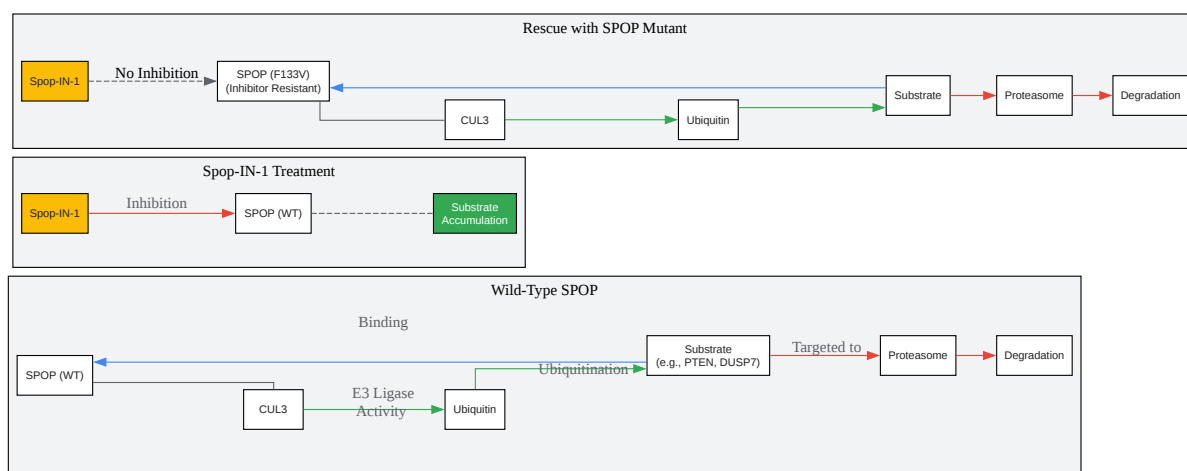 Rescue with SPOP Mutant
Spop-IN-1
No Inhibition
SPOP (F133V)
(Inhibitor Resistant)
CUL3
Ubiquitin
Substrate
Proteasome
Degradation
Spop-IN-1 Treatment
Spop-IN-1
Inhibition
SPOP (WT)
Substrate
Accumulation
Wild-Type SPOP
Binding
SPOP (WT)
CUL3
E3 Ligase
Activity
Ubiquitin
Ubiquitination
Substrate
(e.g., PTEN, DUSP7)
Targeted to
Proteasome
Degradation